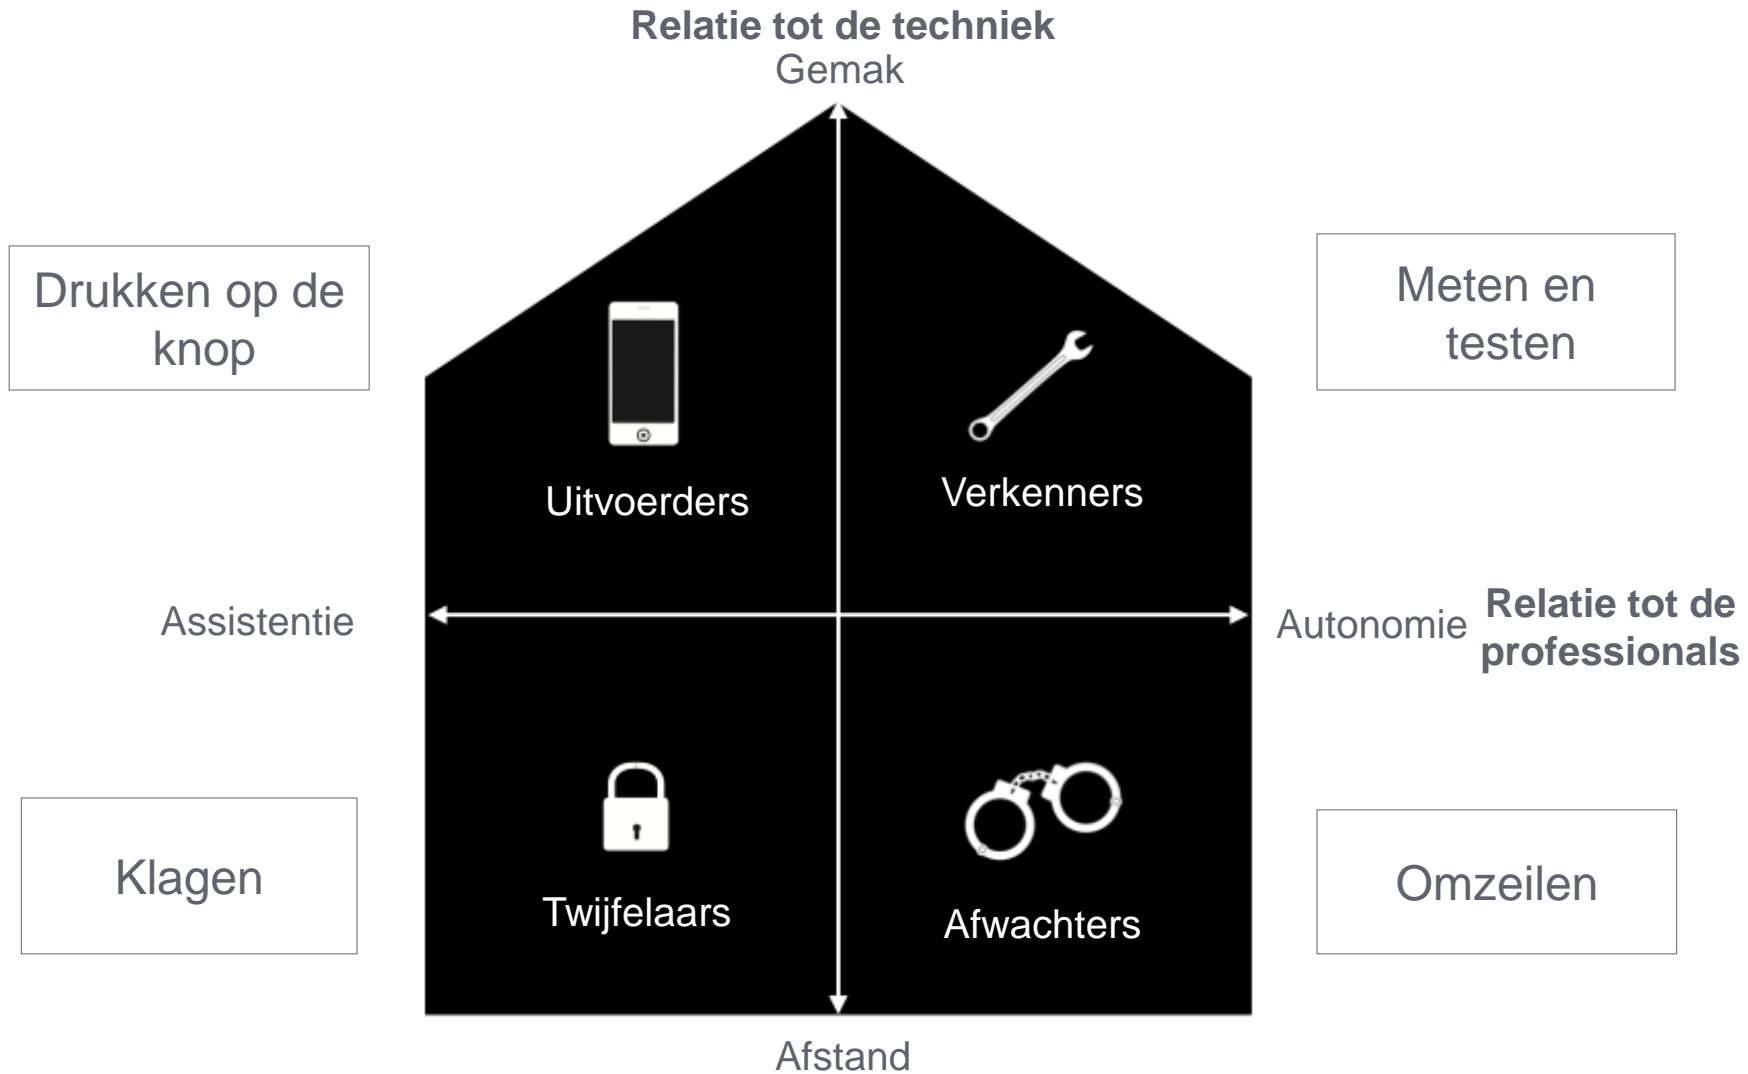 Relatie tot de techniek
Gemak
Drukken op de
knop
Meten en
testen
Uitvoerders
Verkenners
Assistentie
Autonomie
Relatie tot de
professionals
Klagen
Omzeilen
Twijfelaars
Afwachters
Afstand